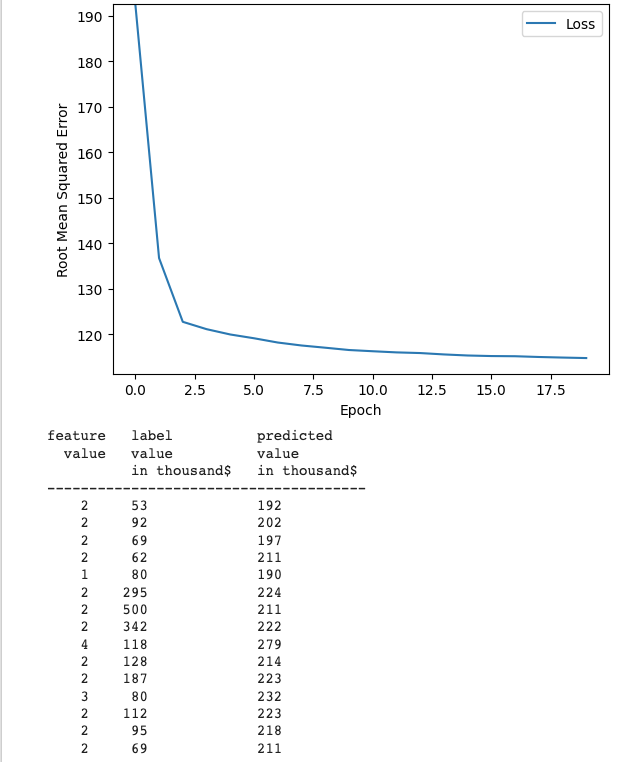 190
180
170
160
150
140
130
120
Root Mean Squared Error
Loss
0.0 2.5 5.0 7.5 10.0 12.5 15.0 17.5
Epoch
feature label predicted
value value value
in thousand$ in thousand$
--------------------------------------
2 53 192
2 92 202
2 69 197
2 62 211
1 80 190
2 295 224
2 500 211
2 342 222
4 118 279
2 128 214
2 187 223
3 80 232
2 112 223
2 95 218
2 69 211